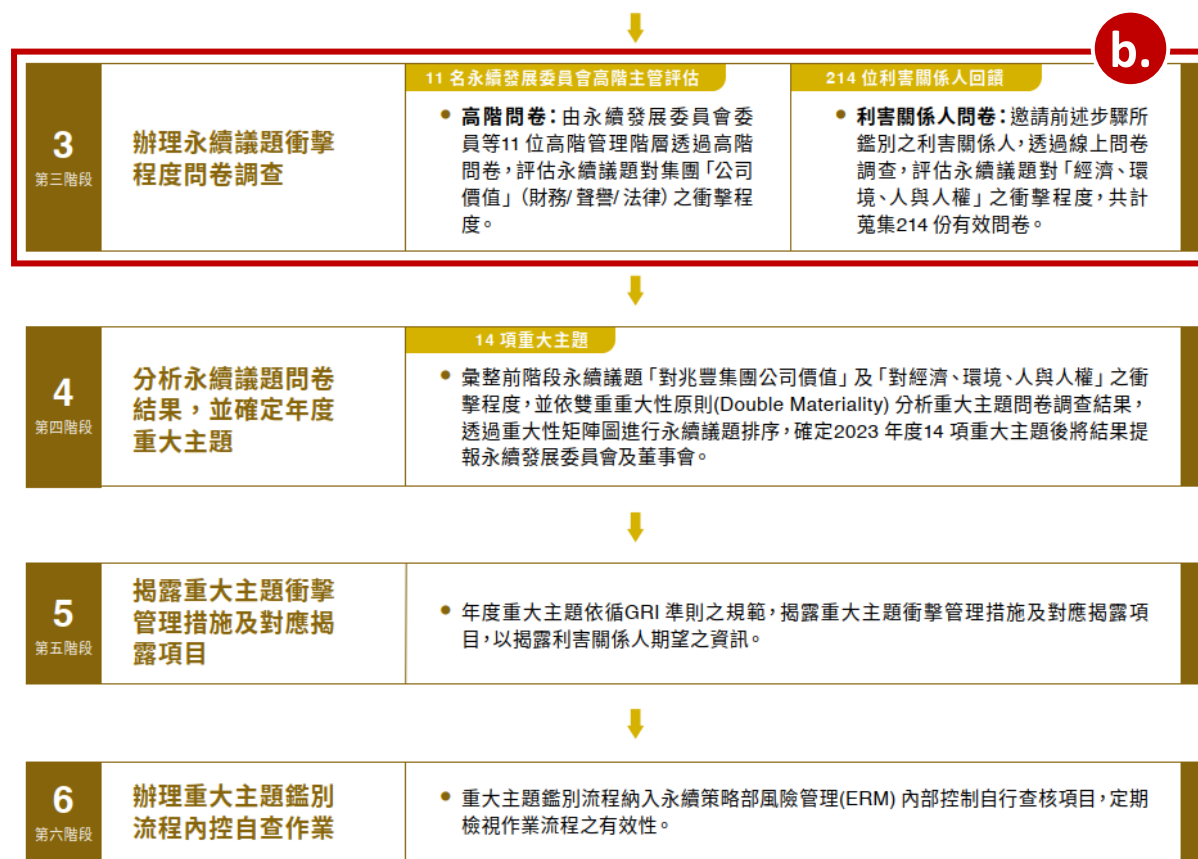 b.
3
第三階段
辦理永續議題衝擊
程度問卷調查
11 名永續發展委員會高階主管評估
● 高階問卷：由永續發展委員會委
員等11 位高階管理階層透過高階
問卷，評估永續議題對集團「公司
價值」（財務/ 聲譽/ 法律）之衝擊程
度。
214 位利害關係人回饋
● 利害關係人問卷：邀請前述步驟所
鑑別之利害關係人，透過線上問卷
調查，評估永續議題對「經濟、環
境、人與人權」之衝擊程度，共計
蒐集214 份有效問卷。
4
第四階段
分析永續議題問卷
結果，並確定年度
重大主題
14 項重大主題
● 彙整前階段永續議題「對兆豐集團公司價值」及「對經濟、環境、人與人權」之衝
擊程度，並依雙重重大性原則(Double Materiality) 分析重大主題問卷調查結果，
透過重大性矩陣圖進行永續議題排序，確定2023 年度14 項重大主題後將結果提
報永續發展委員會及董事會。
5
第五階段
揭露重大主題衝擊
管理措施及對應揭
露項目
● 年度重大主題依循GRI 準則之規範，揭露重大主題衝擊管理措施及對應揭露項
目，以揭露利害關係人期望之資訊。
6
第六階段
辦理重大主題鑑別
流程內控自查作業
● 重大主題鑑別流程納入永續策略部風險管理(ERM) 內部控制自行查核項目，定期
檢視作業流程之有效性。